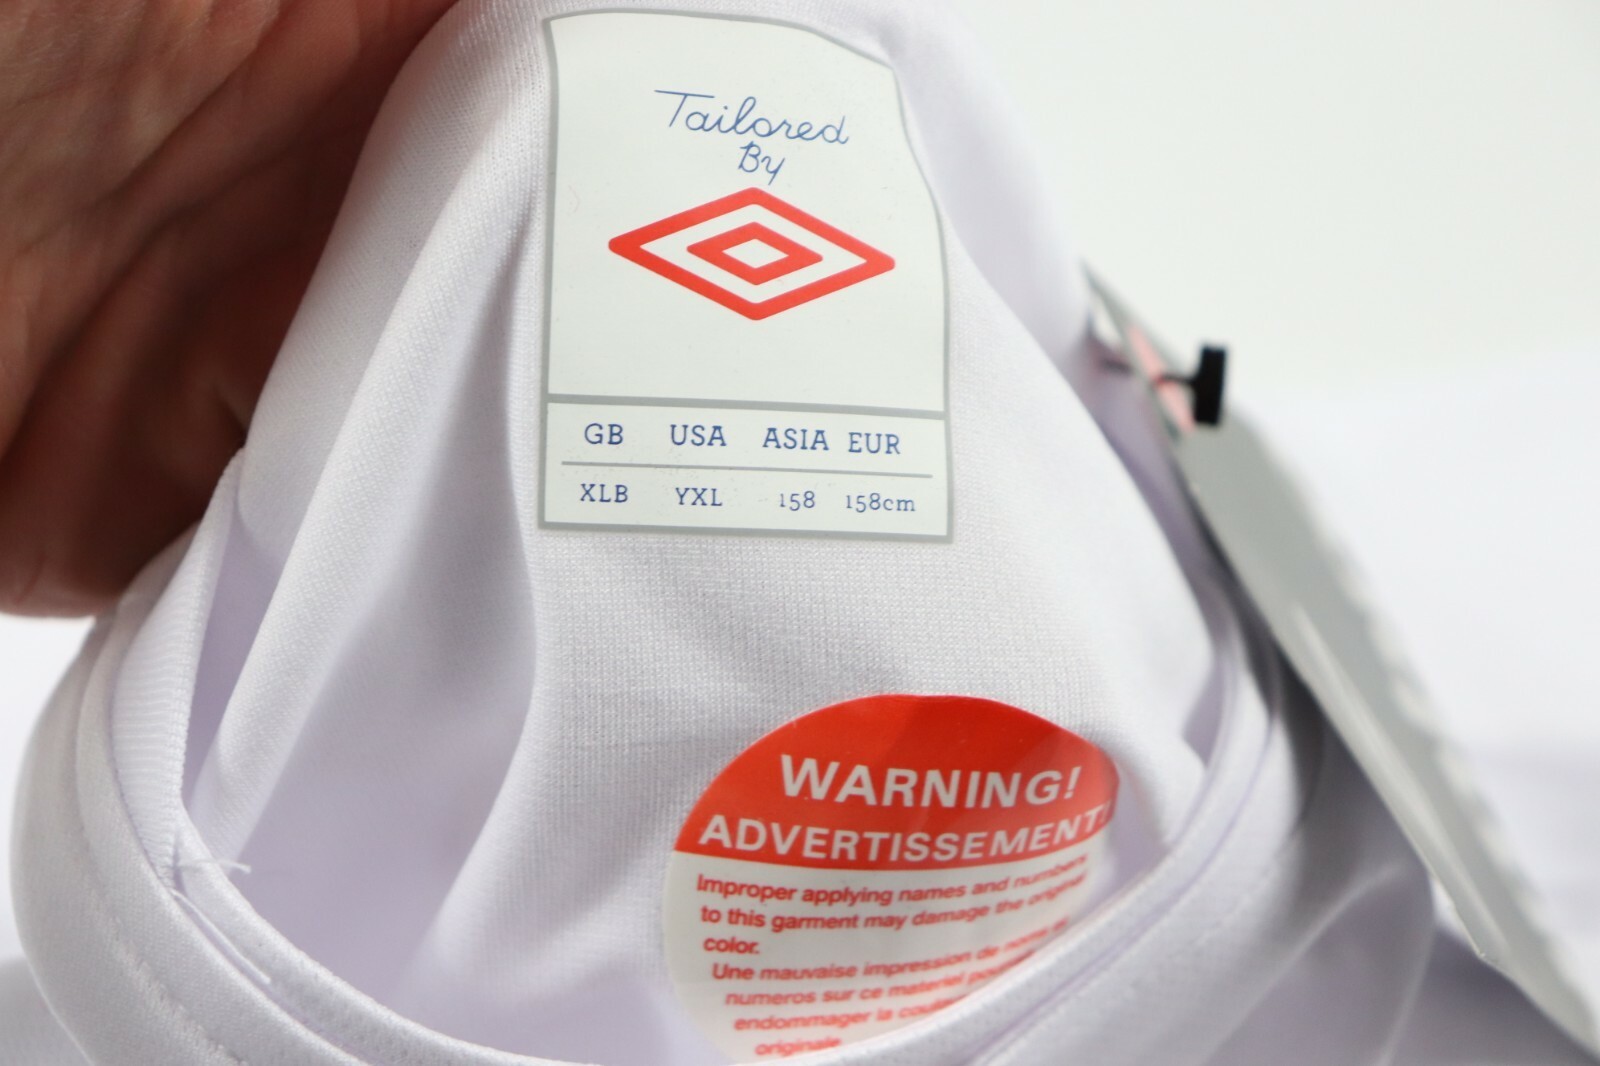 Tailored
By
GB USA ASIA EUR
XLB YXL 158 158cm
WARNING!
ADVERTISSEMENT!
Improper applying names and numbers
to this garment may damage the original
color.
Une mauvaise impression de
numeros sur ce materiel
endommager la
originale